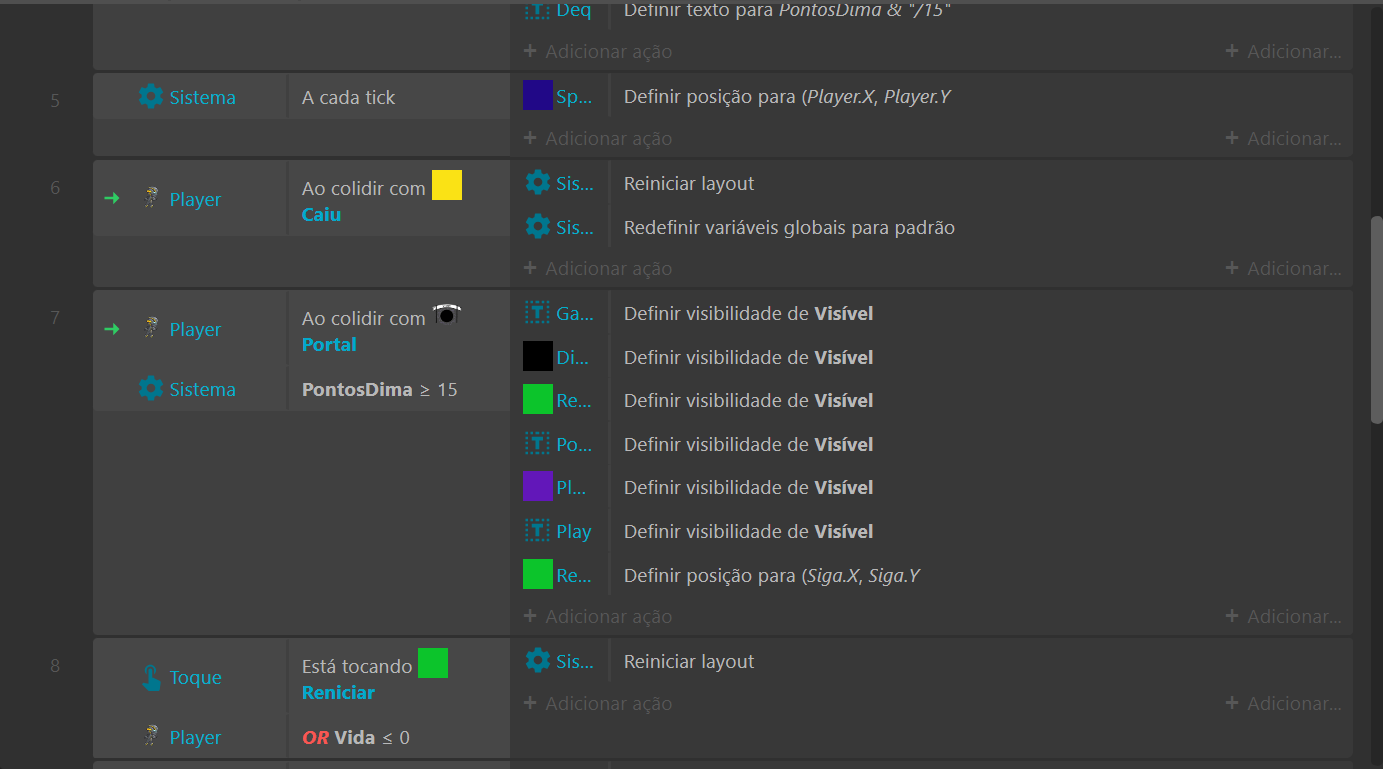 Deq Definir texto para PontosDima & "/15"
+ Adicionar ação + Adicionar...
5 Sistema A cada tick Sp... Definir posição para (Player.X, Player.Y
+ Adicionar ação + Adicionar...
6 Player Ao colidir com Caiu Sis... Reiniciar layout
Sis... Redefinir variáveis globais para padrão
+ Adicionar ação + Adicionar...
7 Player Ao colidir com Portal Ga... Definir visibilidade de Visível
Di... Definir visibilidade de Visível
Sistema PontosDima ≥ 15 Re... Definir visibilidade de Visível
Po... Definir visibilidade de Visível
Pl... Definir visibilidade de Visível
Play Definir visibilidade de Visível
Re... Definir posição para (Siga.X, Siga.Y
+ Adicionar ação + Adicionar...
8 Toque Está tocando Reniciar Sis... Reiniciar layout
+ Adicionar ação + Adicionar...
Player OR Vida ≤ 0